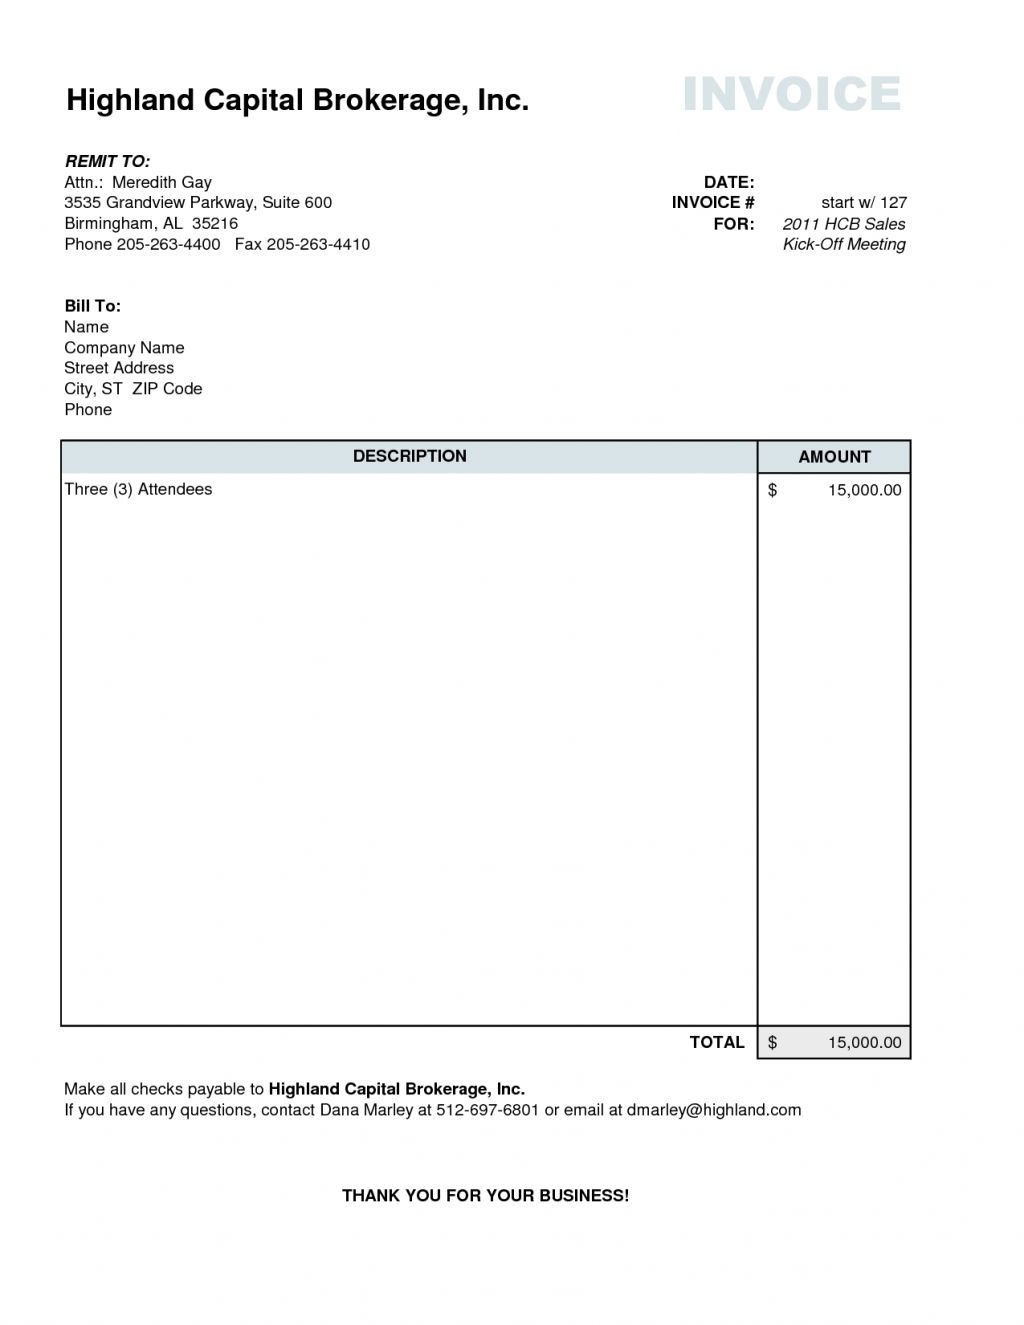 Highland Capital Brokerage, Inc.
INVOICE
REMIT TO:
Attn.: Meredith Gay
3535 Grandview Parkway, Suite 600
Birmingham, AL 35216
Phone 205-263-4400 Fax 205-263-4410
DATE:
INVOICE # start w/ 127
FOR: 2011 HCB Sales
Kick-Off Meeting
Bill To:
Name
Company Name
Street Address
City, ST ZIP Code
Phone
DESCRIPTION AMOUNT
Three (3) Attendees $ 15,000.00
TOTAL $ 15,000.00
Make all checks payable to Highland Capital Brokerage, Inc.
If you have any questions, contact Dana Marley at 512-697-6801 or email at dmarley@highland.com
THANK YOU FOR YOUR BUSINESS!